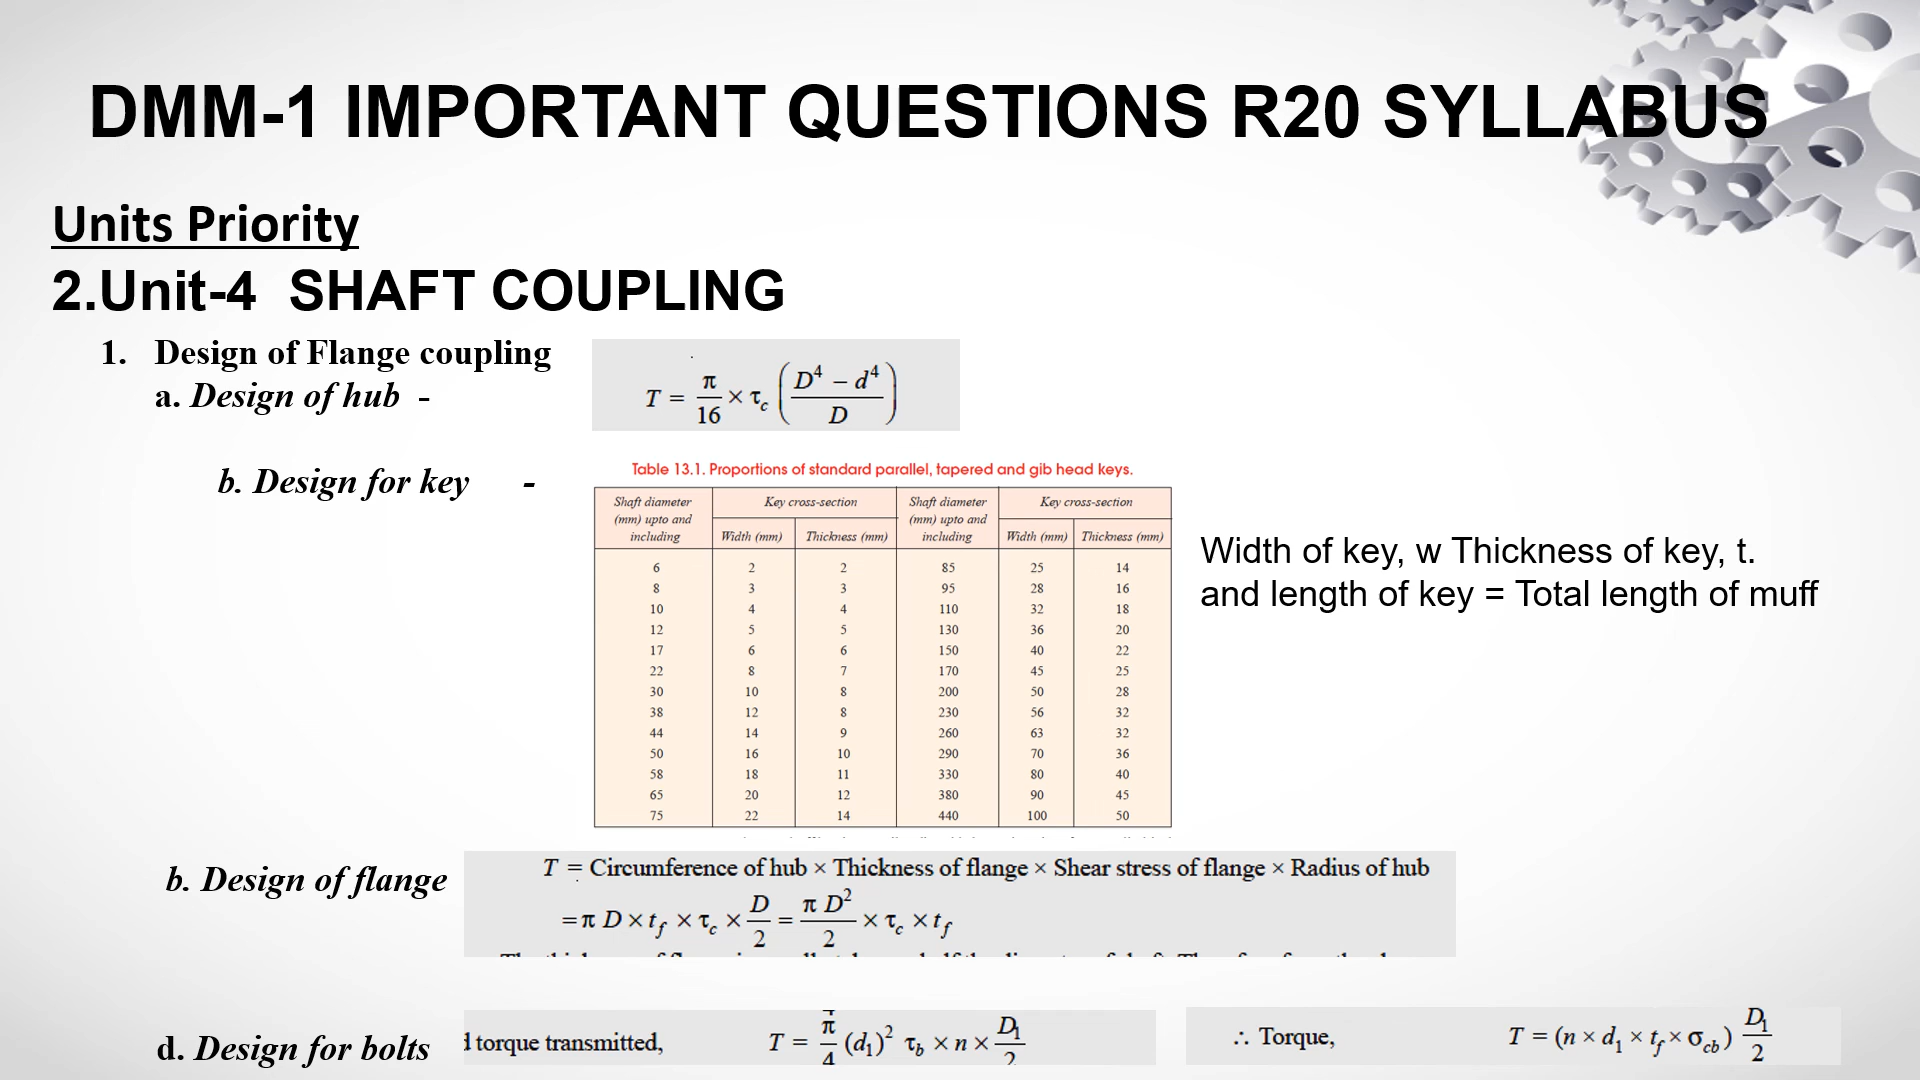 DMM-1 IMPORTANT QUESTIONS R20 SYLLABUS
Units Priority
2.Unit-4 SHAFT COUPLING
1. Design of Flange coupling
a. Design of hub -
T = π/16 × τc ((D⁴ – d⁴)/D)
b. Design for key -
Table 13.1. Proportions of standard parallel, tapered and gib head keys.
Shaft diameter (mm) upto and including | Key cross-section | Shaft diameter (mm) upto and including | Key cross-section
Width (mm) | Thickness (mm) | Width (mm) | Thickness (mm)
6 2 2 85 25 14
8 3 3 95 28 16
10 4 4 110 32 18
12 5 5 130 36 20
17 6 6 150 40 22
22 8 7 170 45 25
30 10 8 200 50 28
38 12 8 230 56 32
44 14 9 260 63 32
50 16 10 290 70 36
58 18 11 330 80 40
65 20 12 380 90 45
75 22 14 440 100 50
Width of key, w Thickness of key, t.
and length of key = Total length of muff
b. Design of flange
T = Circumference of hub × Thickness of flange × Shear stress of flange × Radius of hub
= π D × tf × τc × D/2 = π D²/2 × τc × tf
d. Design for bolts
torque transmitted, T = π/4 (d₁)² τb × n × D₁/2
∴ Torque, T = (n × d₁ × tf × σcb) D₁/2